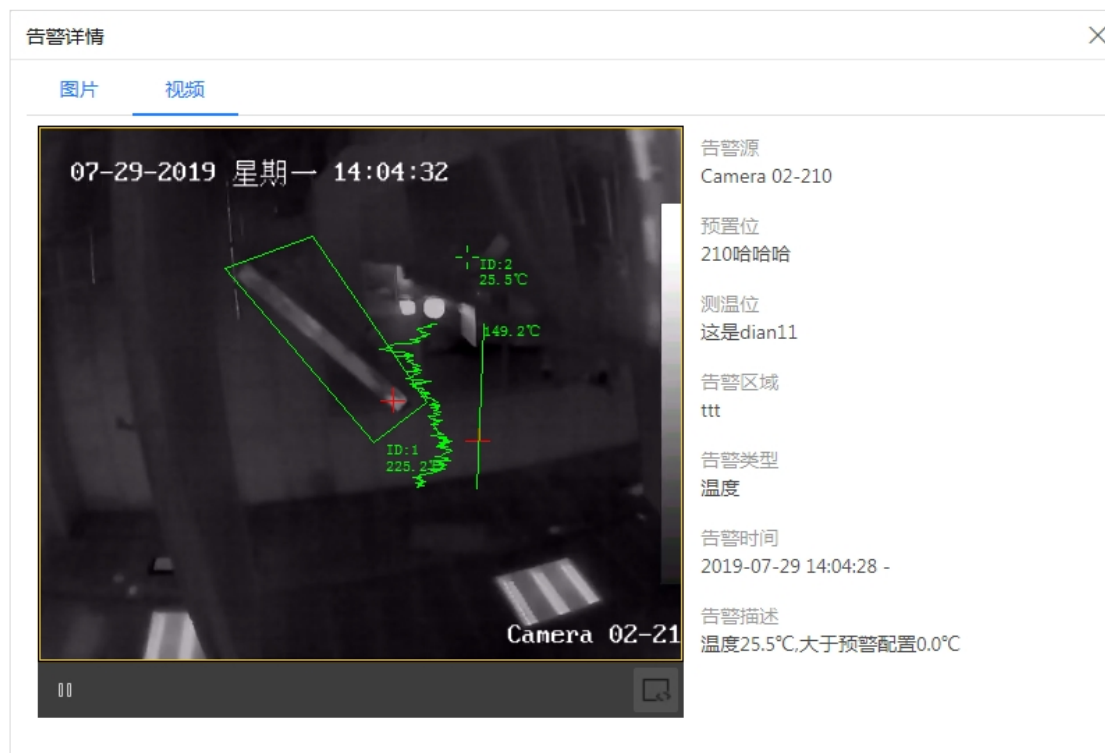 告警详情
图片
视频
07-29-2019 星期一 14:04:32
ID:2
25.5℃
149.2℃
ID:1
225.2℃
Camera 02-21
告警源
Camera 02-210
预置位
210哈哈哈
测温位
这是dian11
告警区域
ttt
告警类型
温度
告警时间
2019-07-29 14:04:28 -
告警描述
温度25.5℃,大于预警配置0.0℃